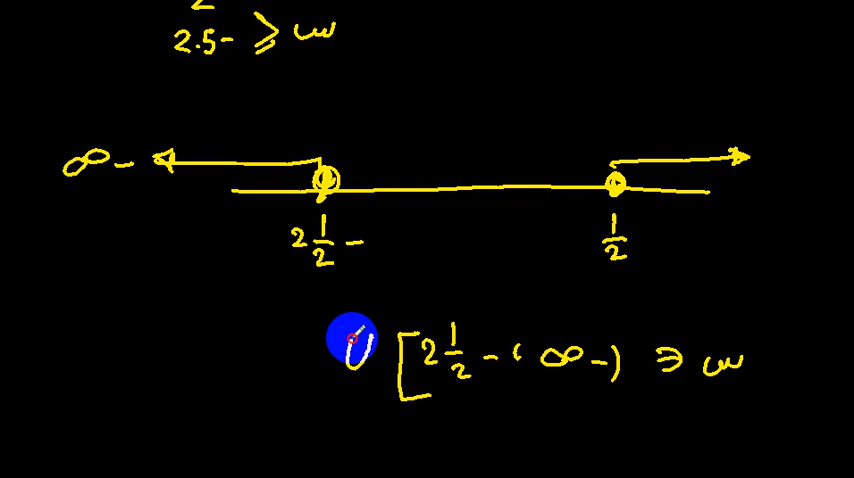 س ≤ -2.5
-∞
-2 1/2 1/2
س ∈ (-∞ ، -2 1/2] ∪